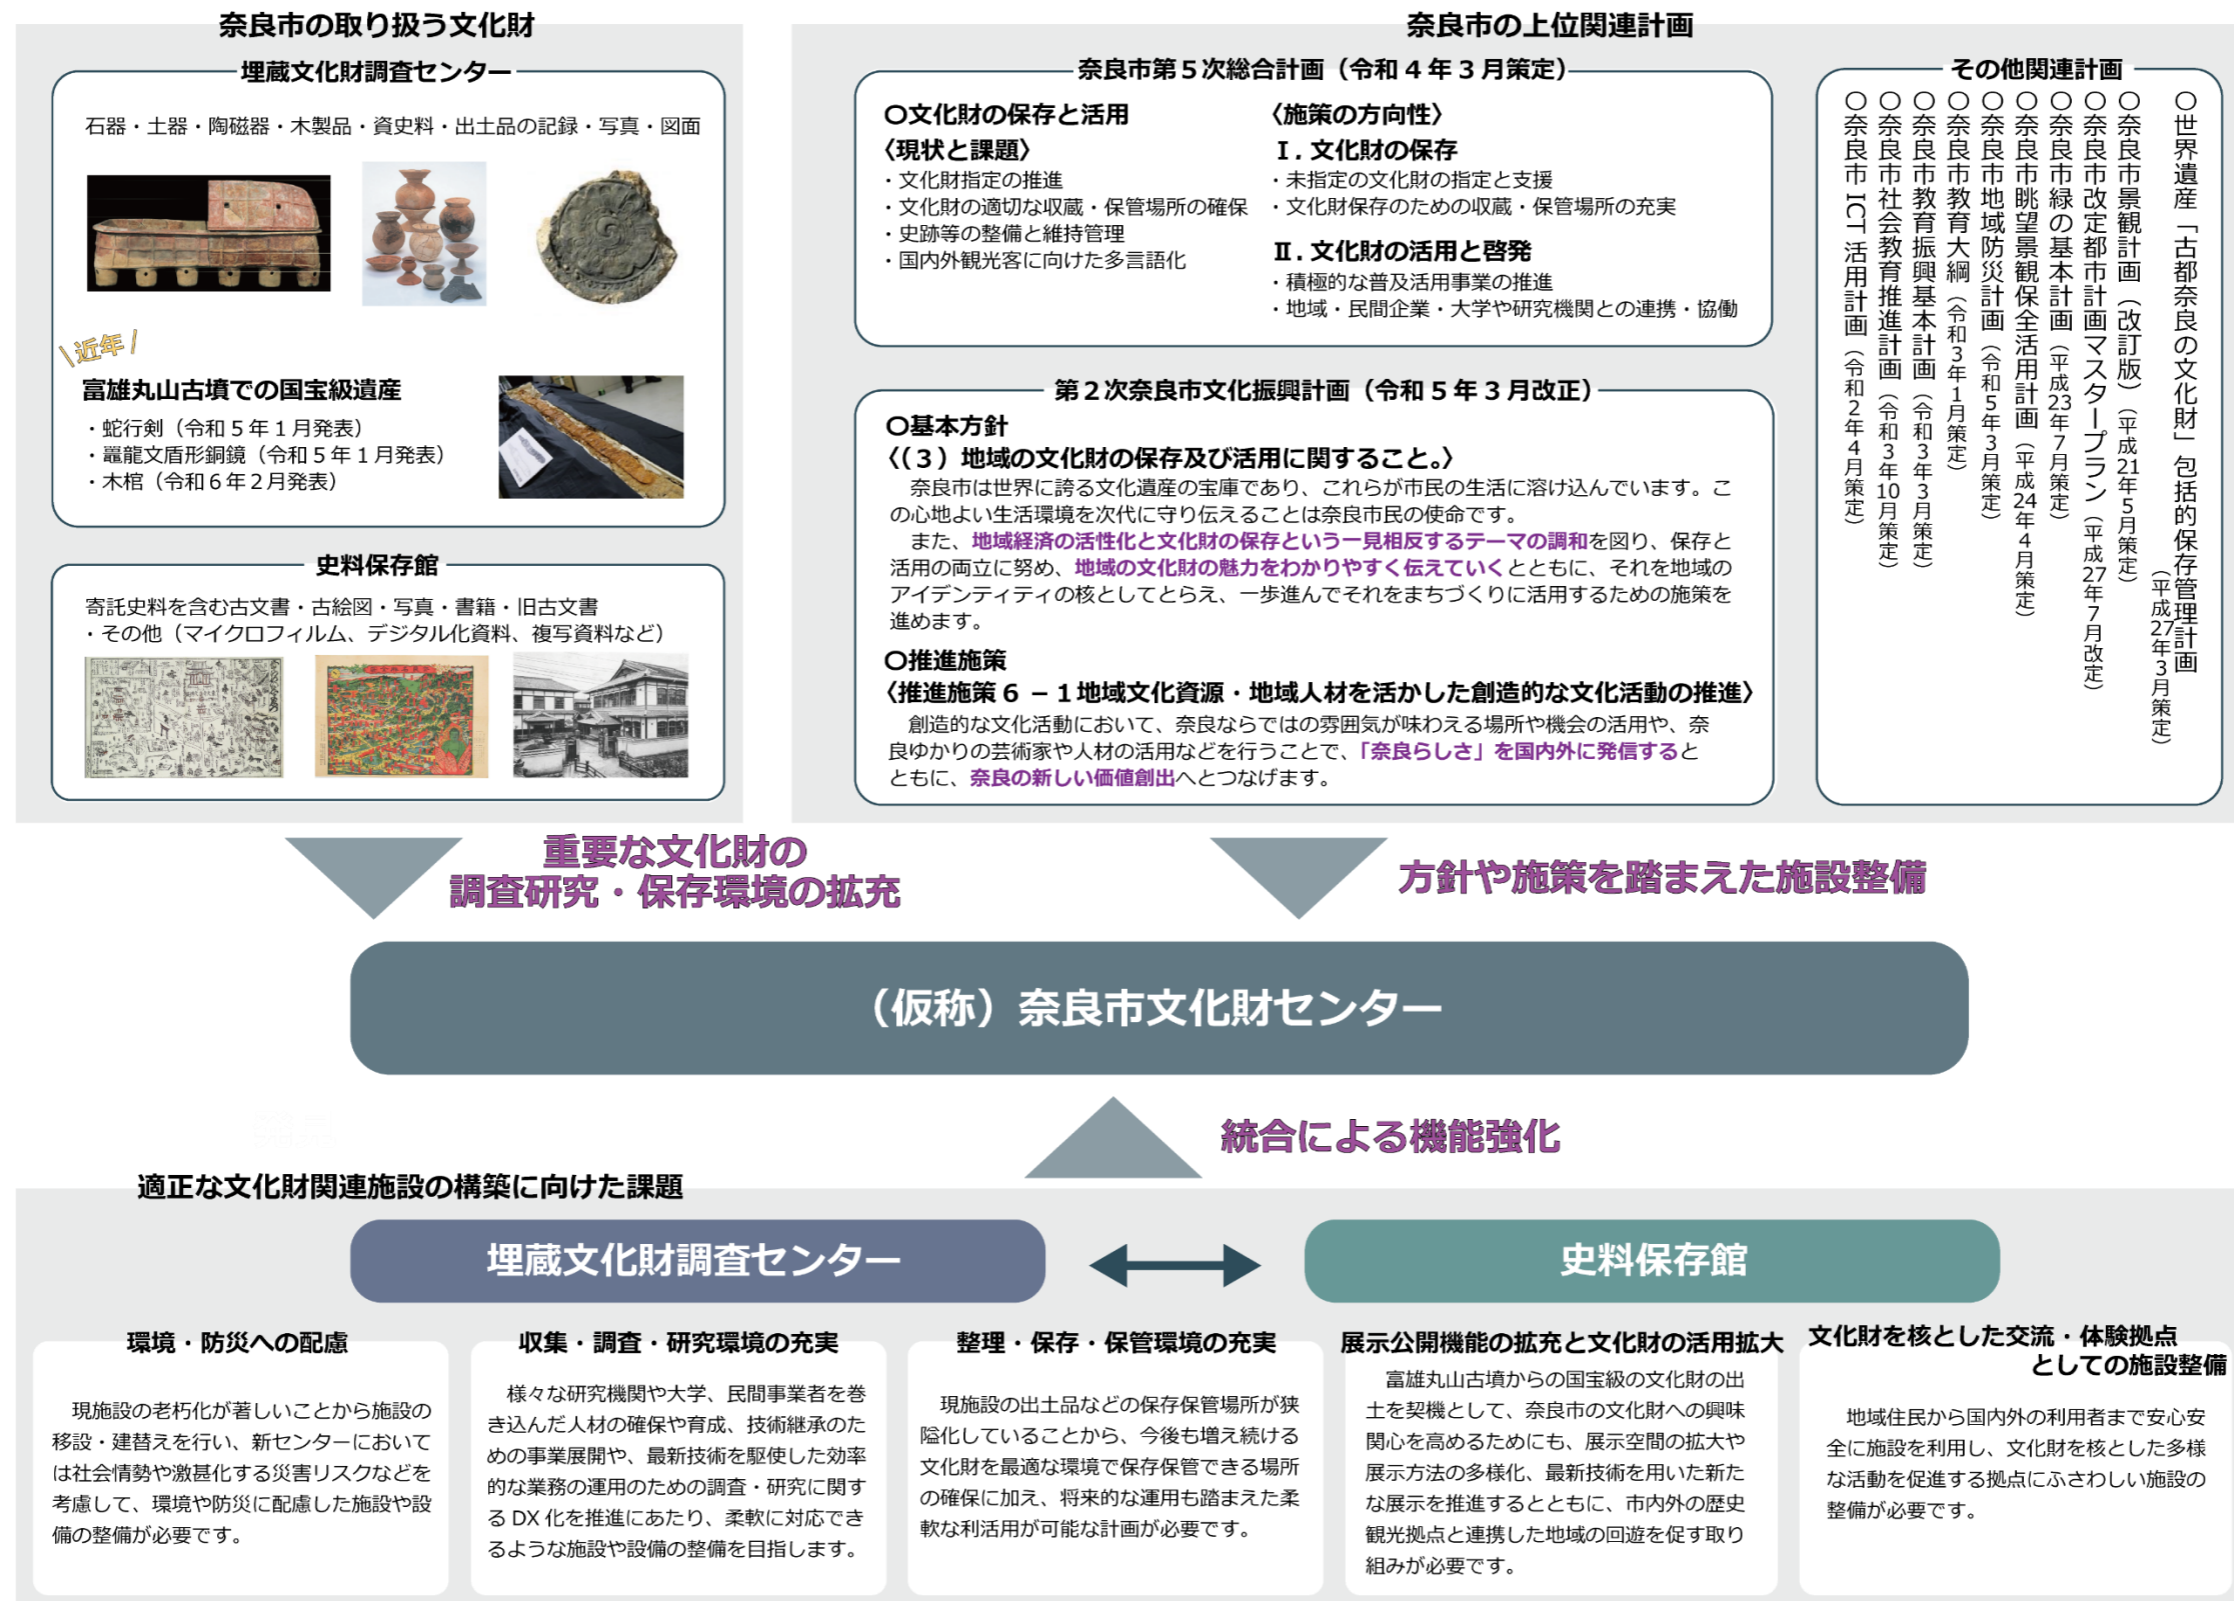 奈良市の取り扱う文化財
埋蔵文化財調査センター
石器・土器・陶磁器・木製品・資史料・出土品の記録・写真・図面
\近年/
富雄丸山古墳での国宝級遺産
・蛇行剣（令和５年１月発表）
・鼉龍文盾形銅鏡（令和５年１月発表）
・木棺（令和６年２月発表）
史料保存館
寄託史料を含む古文書・古絵図・写真・書籍・旧古文書
・その他（マイクロフィルム、デジタル化資料、複写資料など）
奈良市の上位関連計画
奈良市第５次総合計画（令和４年３月策定）
〇文化財の保存と活用
〈現状と課題〉
・文化財指定の推進
・文化財の適切な収蔵・保管場所の確保
・史跡等の整備と維持管理
・国内外観光客に向けた多言語化
〈施策の方向性〉
Ⅰ. 文化財の保存
・未指定の文化財の指定と支援
・文化財保存のための収蔵・保管場所の充実
Ⅱ. 文化財の活用と啓発
・積極的な普及活用事業の推進
・地域・民間企業・大学や研究機関との連携・協働
第２次奈良市文化振興計画（令和５年３月改正）
〇基本方針
〈（３）地域の文化財の保存及び活用に関すること。〉
奈良市は世界に誇る文化遺産の宝庫であり、これらが市民の生活に溶け込んでいます。こ
の心地よい生活環境を次代に守り伝えることは奈良市民の使命です。
また、地域経済の活性化と文化財の保存という一見相反するテーマの調和を図り、保存と
活用の両立に努め、地域の文化財の魅力をわかりやすく伝えていくとともに、それを地域の
アイデンティティの核としてとらえ、一歩進んでそれをまちづくりに活用するための施策を
進めます。
〇推進施策
〈推進施策６－１地域文化資源・地域人材を活かした創造的な文化活動の推進〉
創造的な文化活動において、奈良ならではの雰囲気が味わえる場所や機会の活用や、奈
良ゆかりの芸術家や人材の活用などを行うことで、「奈良らしさ」を国内外に発信すると
ともに、奈良の新しい価値創出へとつなげます。
その他関連計画
〇世界遺産「古都奈良の文化財」包括的保存管理計画
（平成27年３月策定）
〇奈良市景観計画（改訂版）（平成21年５月策定）
〇奈良市改定都市計画マスタープラン（平成27年７月改定）
〇奈良市緑の基本計画（平成23年７月策定）
〇奈良市眺望景観保全活用計画（平成24年４月策定）
〇奈良市地域防災計画（令和５年３月策定）
〇奈良市教育大綱（令和３年１月策定）
〇奈良市教育振興基本計画（令和３年３月策定）
〇奈良市社会教育推進計画（令和３年10月策定）
〇奈良市 ICT 活用計画（令和２年４月策定）
重要な文化財の
調査研究・保存環境の拡充
方針や施策を踏まえた施設整備
（仮称）奈良市文化財センター
統合による機能強化
適正な文化財関連施設の構築に向けた課題
埋蔵文化財調査センター
史料保存館
環境・防災への配慮
現施設の老朽化が著しいことから施設の
移設・建替えを行い、新センターにおいて
は社会情勢や激甚化する災害リスクなどを
考慮して、環境や防災に配慮した施設や設
備の整備が必要です。
収集・調査・研究環境の充実
様々な研究機関や大学、民間事業者を巻
き込んだ人材の確保や育成、技術継承のた
めの事業展開や、最新技術を駆使した効率
的な業務の運用のための調査・研究に関す
る DX 化を推進にあたり、柔軟に対応でき
るような施設や設備の整備を目指します。
整理・保存・保管環境の充実
現施設の出土品などの保存保管場所が狭
隘化していることから、今後も増え続ける
文化財を最適な環境で保存保管できる場所
の確保に加え、将来的な運用も踏まえた柔
軟な利活用が可能な計画が必要です。
展示公開機能の拡充と文化財の活用拡大
富雄丸山古墳からの国宝級の文化財の出
土を契機として、奈良市の文化財への興味
関心を高めるためにも、展示空間の拡大や
展示方法の多様化、最新技術を用いた新た
な展示を推進するとともに、市内外の歴史
観光拠点と連携した地域の回遊を促す取り
組みが必要です。
文化財を核とした交流・体験拠点
としての施設整備
地域住民から国内外の利用者まで安心安
全に施設を利用し、文化財を核とした多様
な活動を促進する拠点にふさわしい施設の
整備が必要です。